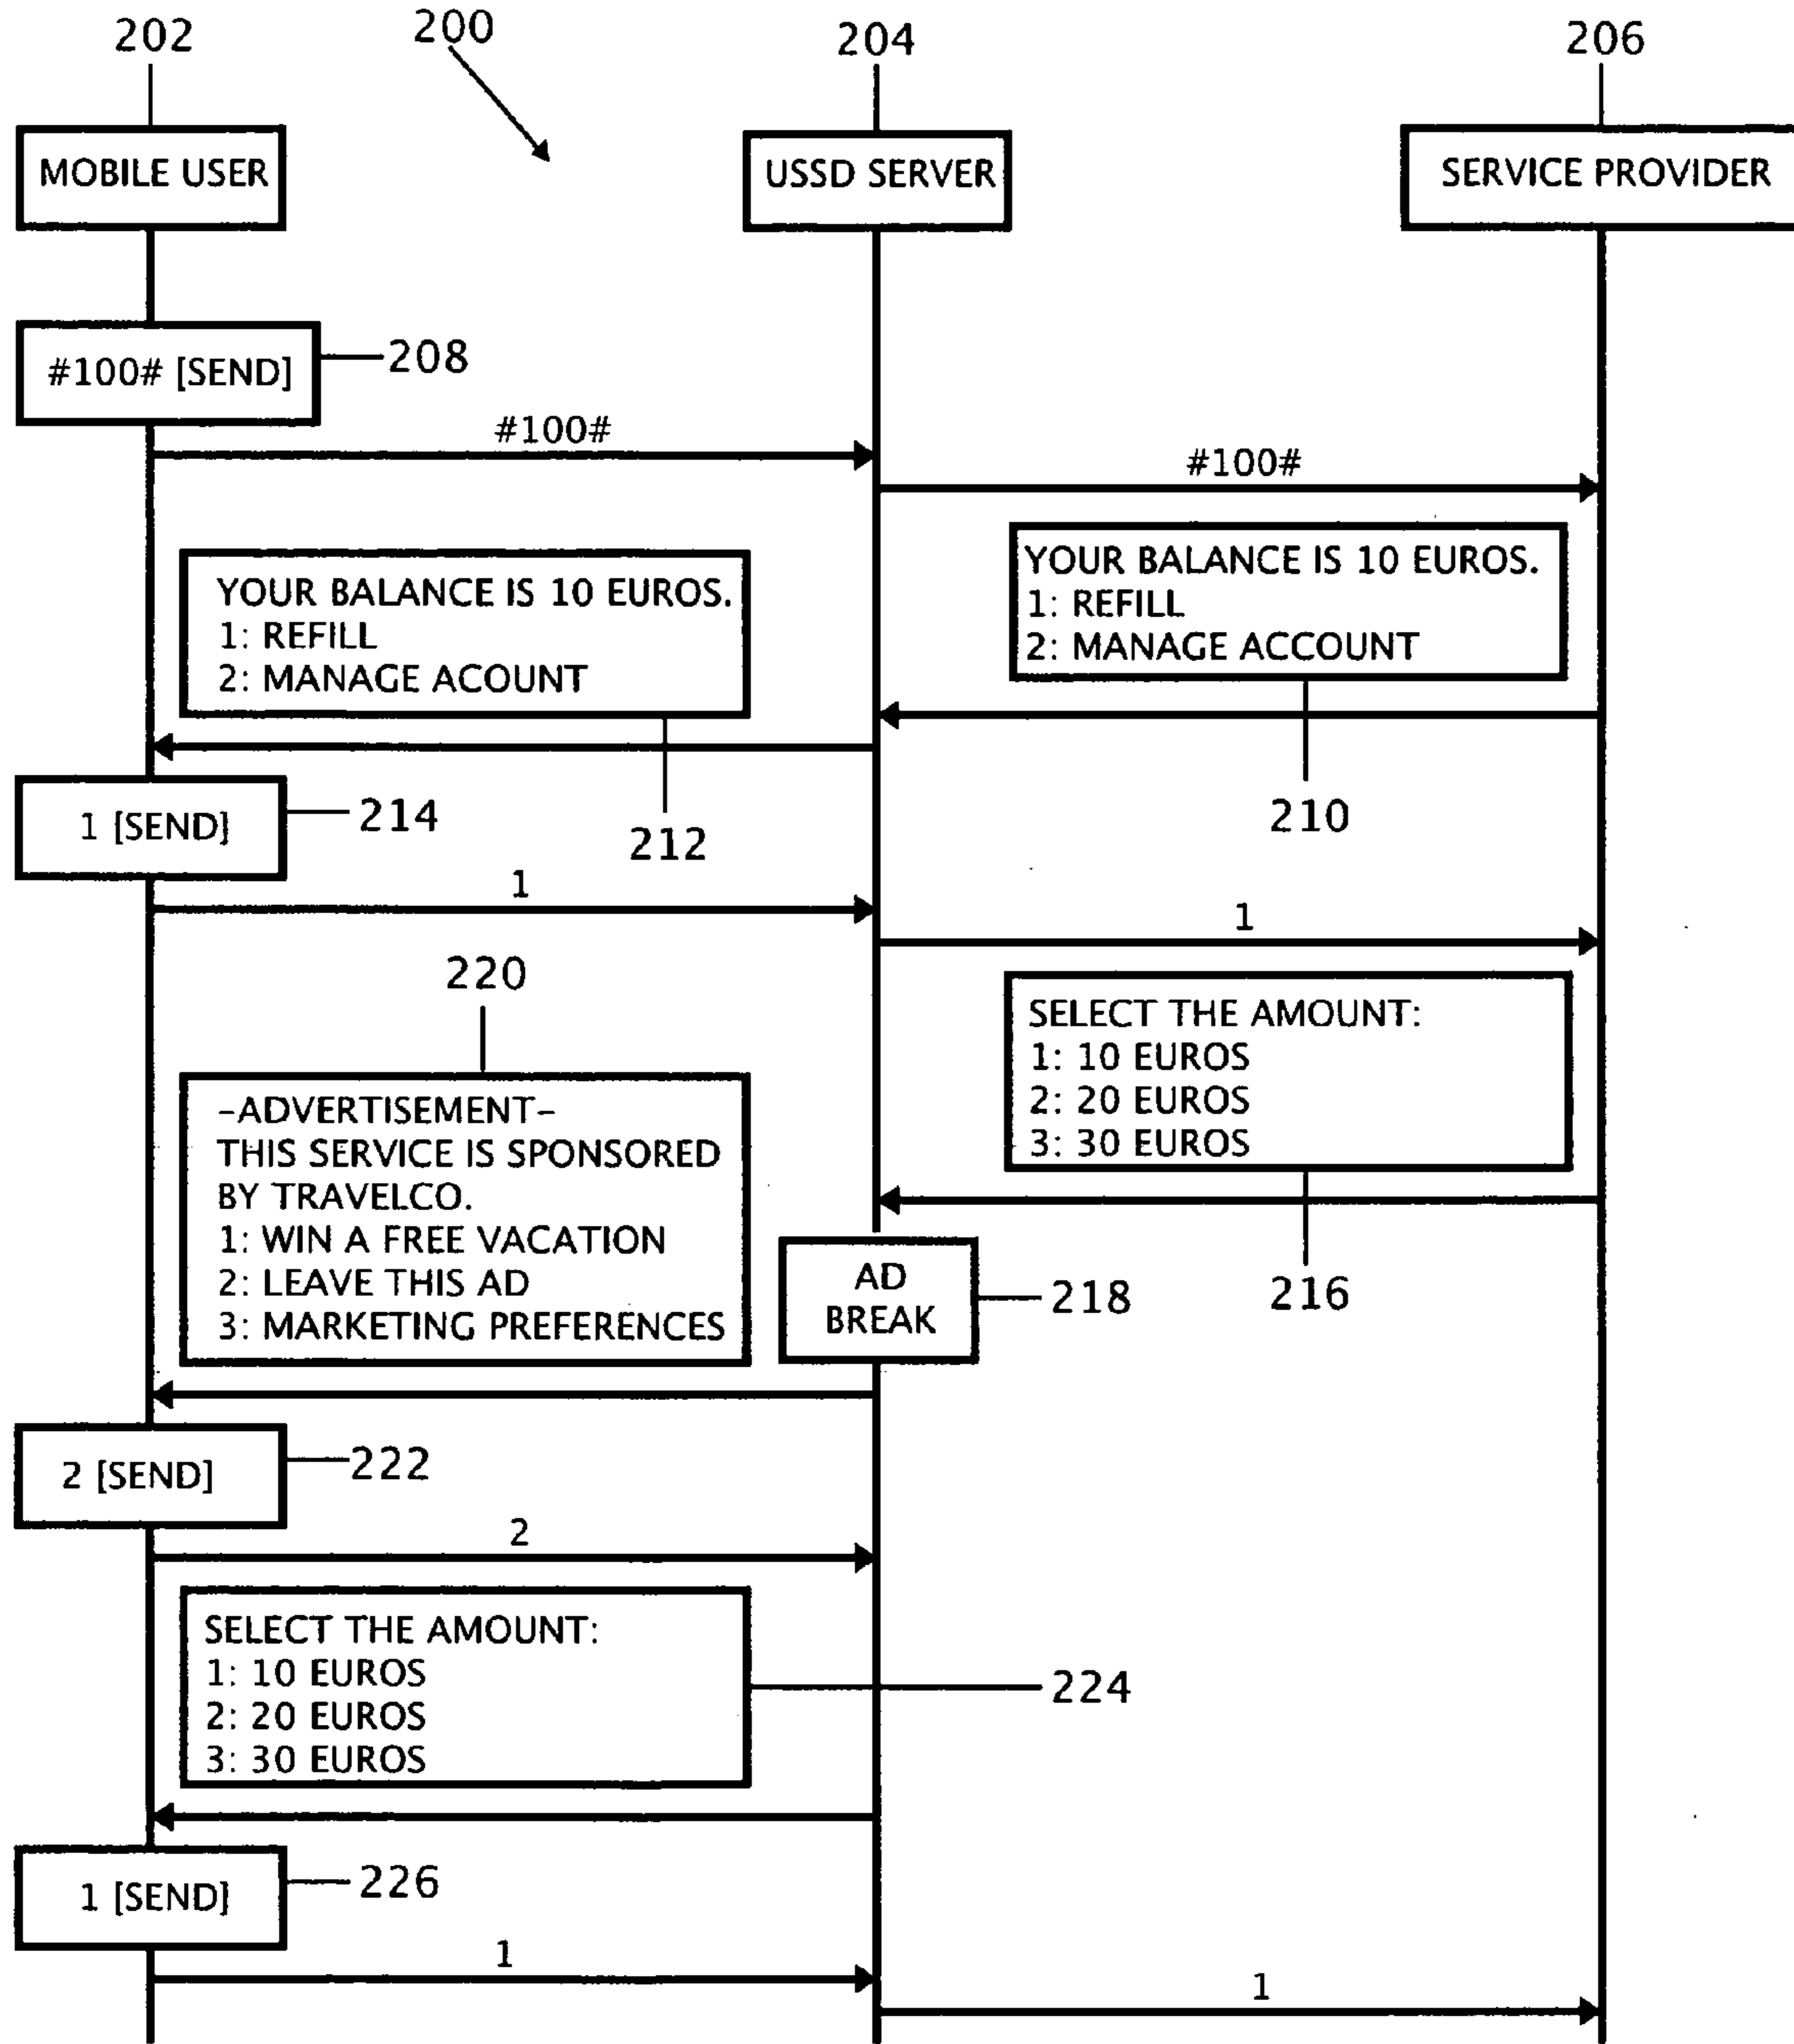 202
200
204
206
MOBILE USER
USSD SERVER
SERVICE PROVIDER
#100# [SEND]
208
#100#
#100#
YOUR BALANCE IS 10 EUROS.
1: REFILL
2: MANAGE ACCOUNT
210
YOUR BALANCE IS 10 EUROS.
1: REFILL
2: MANAGE ACOUNT
212
1 [SEND]
214
1
1
SELECT THE AMOUNT:
1: 10 EUROS
2: 20 EUROS
3: 30 EUROS
216
AD
BREAK
218
220
-ADVERTISEMENT-
THIS SERVICE IS SPONSORED
BY TRAVELCO.
1: WIN A FREE VACATION
2: LEAVE THIS AD
3: MARKETING PREFERENCES
2 [SEND]
222
2
SELECT THE AMOUNT:
1: 10 EUROS
2: 20 EUROS
3: 30 EUROS
224
1 [SEND]
226
1
1